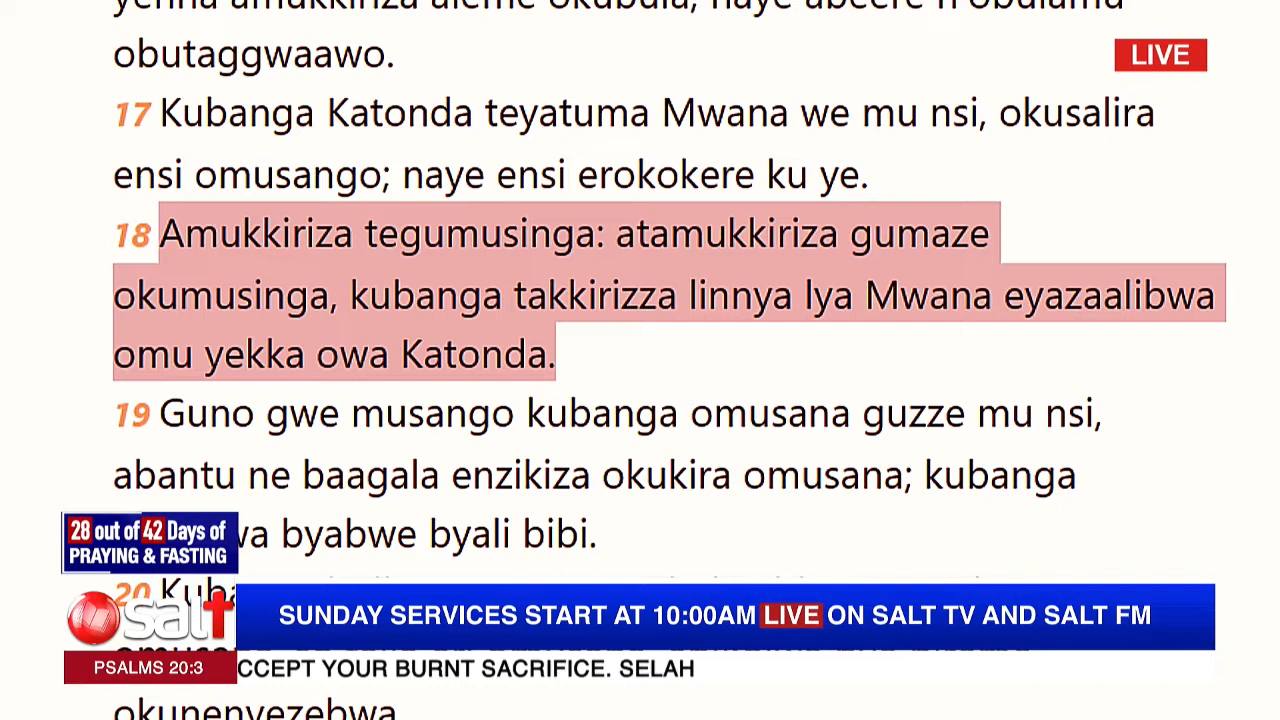 obutaggwaawo.
LIVE
17 Kubanga Katonda teyatuma Mwana we mu nsi, okusalira
ensi omusango; naye ensi erokokere ku ye.
18 Amukkiriza tegumusinga: atamukkiriza gumaze
okumusinga, kubanga takkirizza linnya lya Mwana eyazaalibwa
omu yekka owa Katonda.
19 Guno gwe musango kubanga omusana guzze mu nsi,
abantu ne baagala enzikiza okukira omusana; kubanga
byabwe byali bibi.
28 out of 42 Days of
PRAYING & FASTING
20
salt
SUNDAY SERVICES START AT 10:00AM LIVE ON SALT TV AND SALT FM
PSALMS 20:3
CCEPT YOUR BURNT SACRIFICE. SELAH